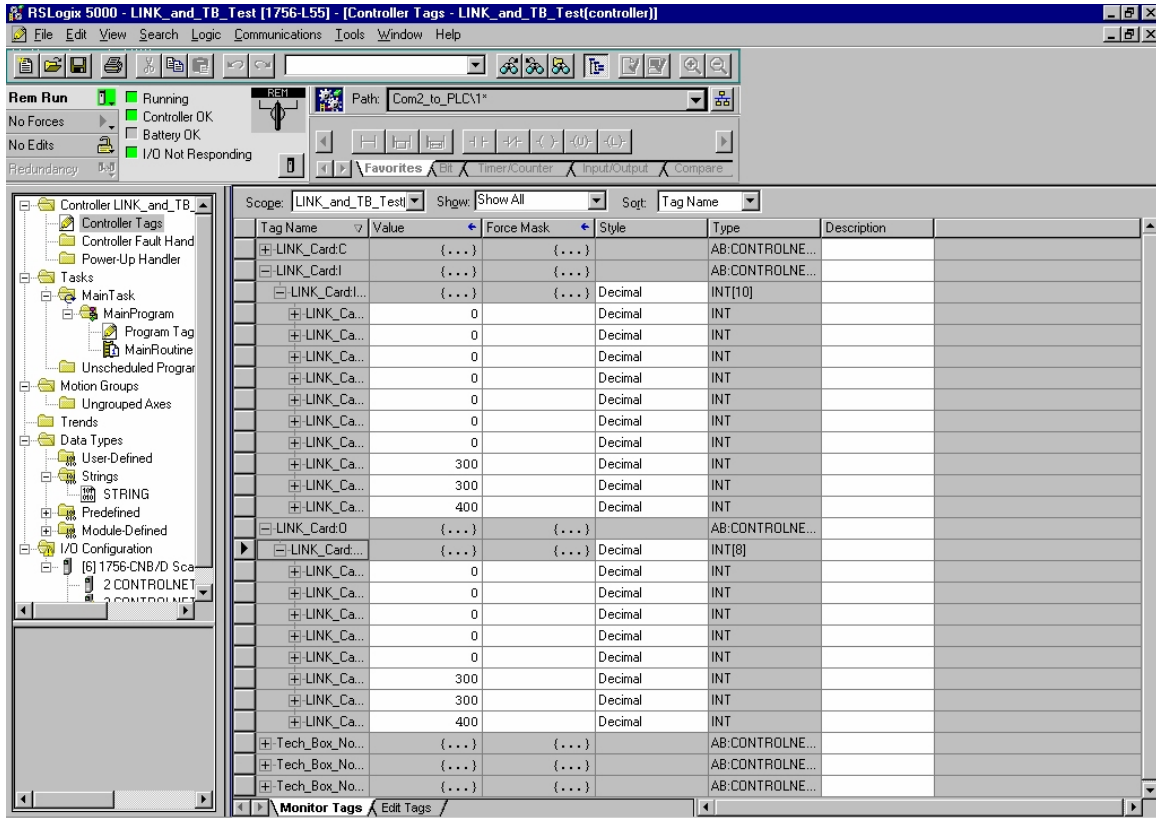 RSLogix 5000 - LINK_and_TB_Test [1756-L55] - [Controller Tags - LINK_and_TB_Test(controller)]
File Edit View Search Logic Communications Tools Window Help
Rem Run
Running
No Forces
Controller OK
Battery OK
No Edits
I/O Not Responding
Redundancy
REM
Path: Com2_to_PLC\1*
Favorites Bit Timer/Counter Input/Output Compare
Controller LINK_and_TB_
Controller Tags
Controller Fault Hand
Power-Up Handler
Tasks
MainTask
MainProgram
Program Tag
MainRoutine
Unscheduled Prograr
Motion Groups
Ungrouped Axes
Trends
Data Types
User-Defined
Strings
STRING
Predefined
Module-Defined
I/O Configuration
[6] 1756-CNB/D Sca
2 CONTROLNET
Scope: LINK_and_TB_Test( Show: Show All Sort: Tag Name
Tag Name Value Force Mask Style Type Description
LINK_Card:C {...} {...} AB:CONTROLNE...
LINK_Card:I {...} {...} AB:CONTROLNE...
LINK_Card:I... {...} {...} Decimal INT[10]
LINK_Ca... 0 Decimal INT
LINK_Ca... 0 Decimal INT
LINK_Ca... 0 Decimal INT
LINK_Ca... 0 Decimal INT
LINK_Ca... 0 Decimal INT
LINK_Ca... 0 Decimal INT
LINK_Ca... 0 Decimal INT
LINK_Ca... 300 Decimal INT
LINK_Ca... 300 Decimal INT
LINK_Ca... 400 Decimal INT
LINK_Card:O {...} {...} AB:CONTROLNE...
LINK_Card:... {...} {...} Decimal INT[8]
LINK_Ca... 0 Decimal INT
LINK_Ca... 0 Decimal INT
LINK_Ca... 0 Decimal INT
LINK_Ca... 0 Decimal INT
LINK_Ca... 0 Decimal INT
LINK_Ca... 300 Decimal INT
LINK_Ca... 300 Decimal INT
LINK_Ca... 400 Decimal INT
Tech_Box_No... {...} {...} AB:CONTROLNE...
Tech_Box_No... {...} {...} AB:CONTROLNE...
Tech_Box_No... {...} {...} AB:CONTROLNE...
Monitor Tags Edit Tags